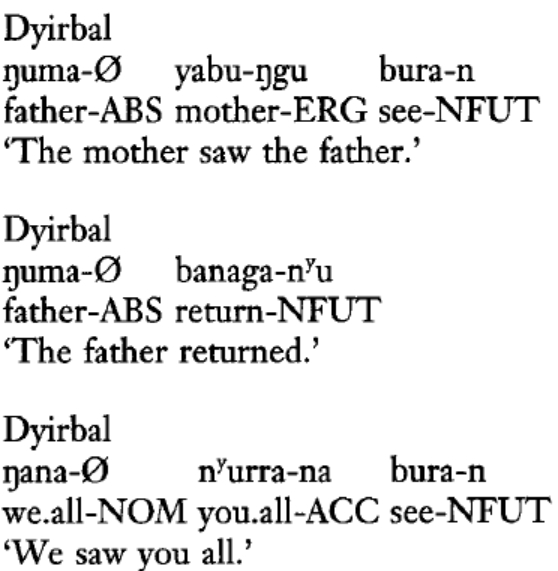 Dyirbal
ŋuma-Ø yabu-ŋgu bura-n
father-ABS mother-ERG see-NFUT
‘The mother saw the father.’
Dyirbal
ŋuma-Ø banaga-nʸu
father-ABS return-NFUT
‘The father returned.’
Dyirbal
ŋana-Ø nʸurra-na bura-n
we.all-NOM you.all-ACC see-NFUT
‘We saw you all.’